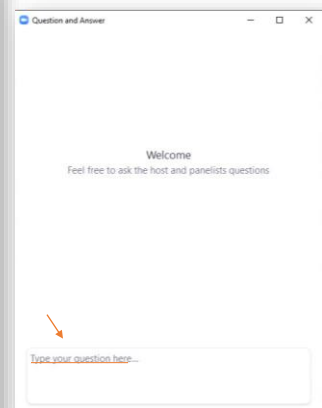 Question and Answer
Welcome
Feel free to ask the host and panelists questions
Type your question here...